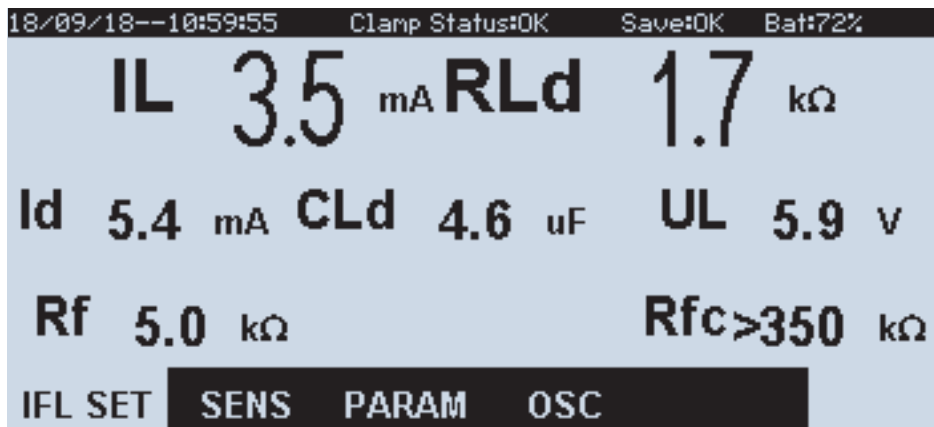 18/09/18--10:59:55 Clamp Status:OK Save:OK Bat:72%
IL 3.5 mA RLd 1.7 kΩ
Id 5.4 mA CLd 4.6 uF UL 5.9 V
Rf 5.0 kΩ Rfc >350 kΩ
IFL SET SENS PARAM OSC